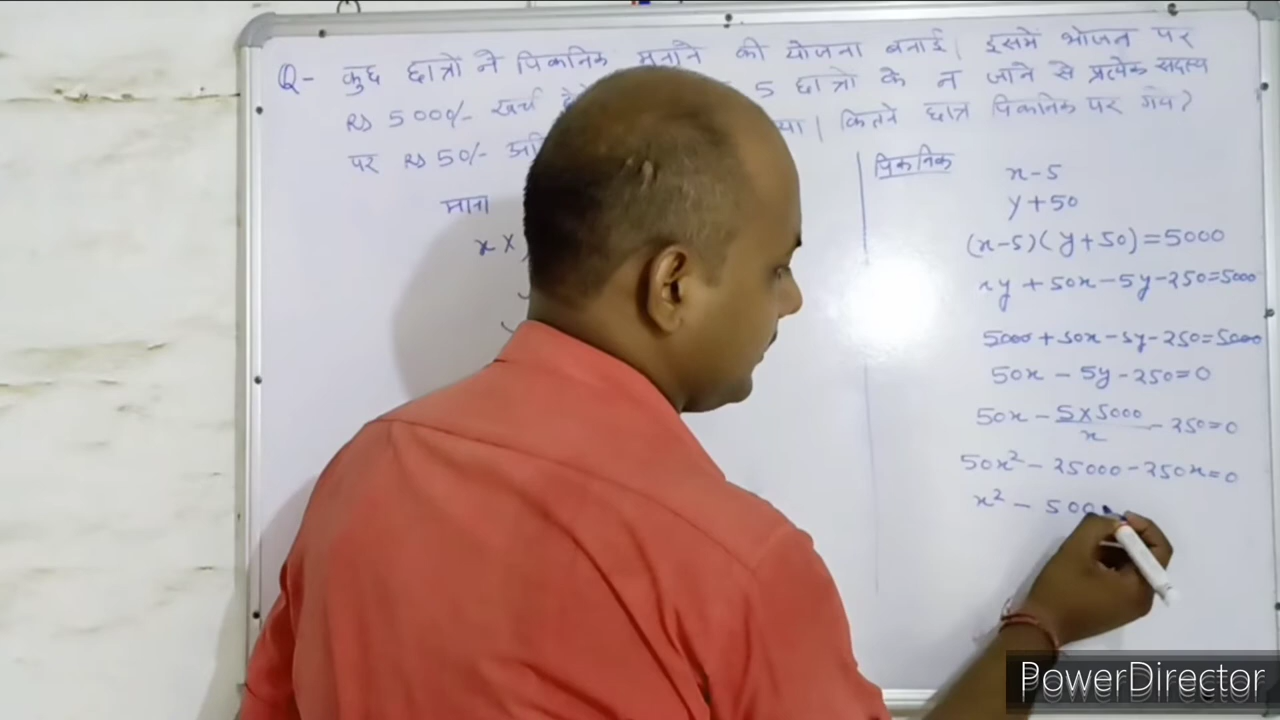 Q- कुछ छात्रों ने पिकनिक मनाने की योजना बनाई। इसमें भोजन पर
RS 5000/- खर्च 5 छात्रो के न जाने से प्रत्येक सदस्य
पर RS 50/- कितने छात्र पिकनिक पर गये?
माना
x ×
पिकनिक
x-5
y+50
(x-5)(y+50)=5000
xy+50x-5y-250=5000
5000+50x-5y-250=5000
50x-5y-250=0
50x-5×5000/x-250=0
50x²-25000-250x=0
x²-500
PowerDirector